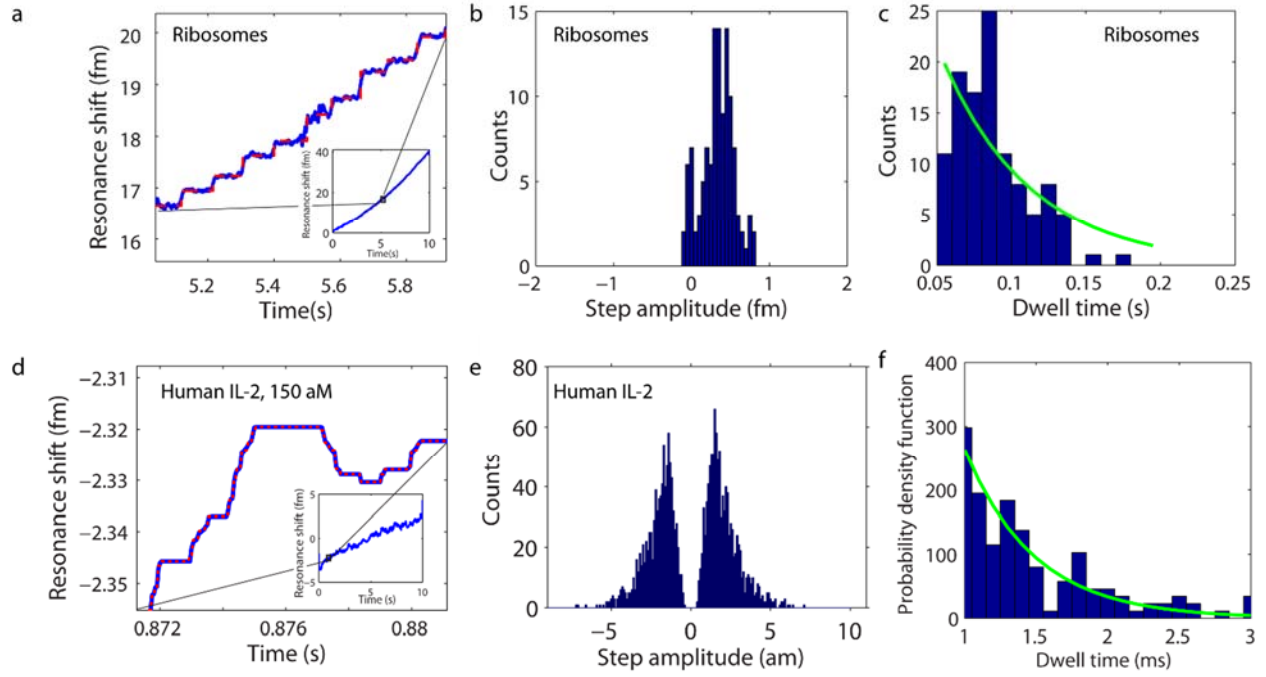 a
Ribosomes
Resonance shift (fm)
20
19
18
17
16
5.2
5.4
5.6
5.8
Time(s)
Resonance shift (fm)
40
20
0
0
5
10
Time(s)
b
Ribosomes
Counts
15
10
5
0
−2
−1
0
1
2
Step amplitude (fm)
c
Ribosomes
Counts
25
20
15
10
5
0
0.05
0.1
0.15
0.2
0.25
Dwell time (s)
d
Human IL-2, 150 aM
Resonance shift (fm)
−2.31
−2.32
−2.33
−2.34
−2.35
0.872
0.876
0.88
Time (s)
Resonance shift (fm)
5
0
−5
0
5
10
Time (s)
e
Human IL-2
Counts
80
60
40
20
0
−5
0
5
10
Step amplitude (am)
f
Probability density function
400
300
200
100
0
1
1.5
2
2.5
3
Dwell time (ms)